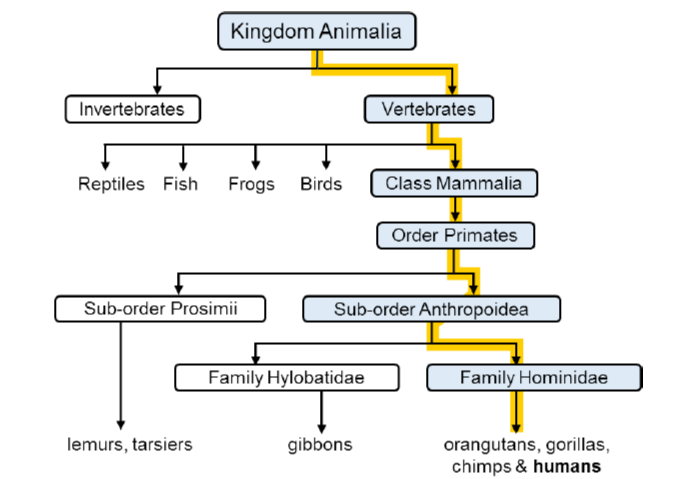 Kingdom Animalia
Invertebrates
Vertebrates
Reptiles
Fish
Frogs
Birds
Class Mammalia
Order Primates
Sub-order Prosimii
Sub-order Anthropoidea
Family Hylobatidae
Family Hominidae
lemurs, tarsiers
gibbons
orangutans, gorillas,
chimps & humans